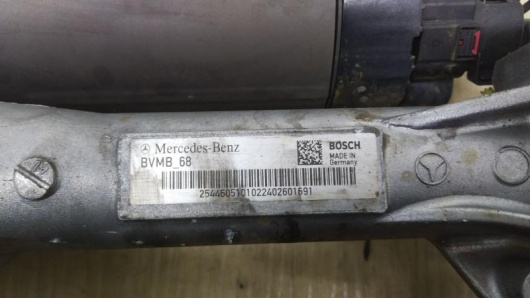 Mercedes-Benz
BVMB_68
BOSCH
MADE IN
Germany
2544605101022402601691